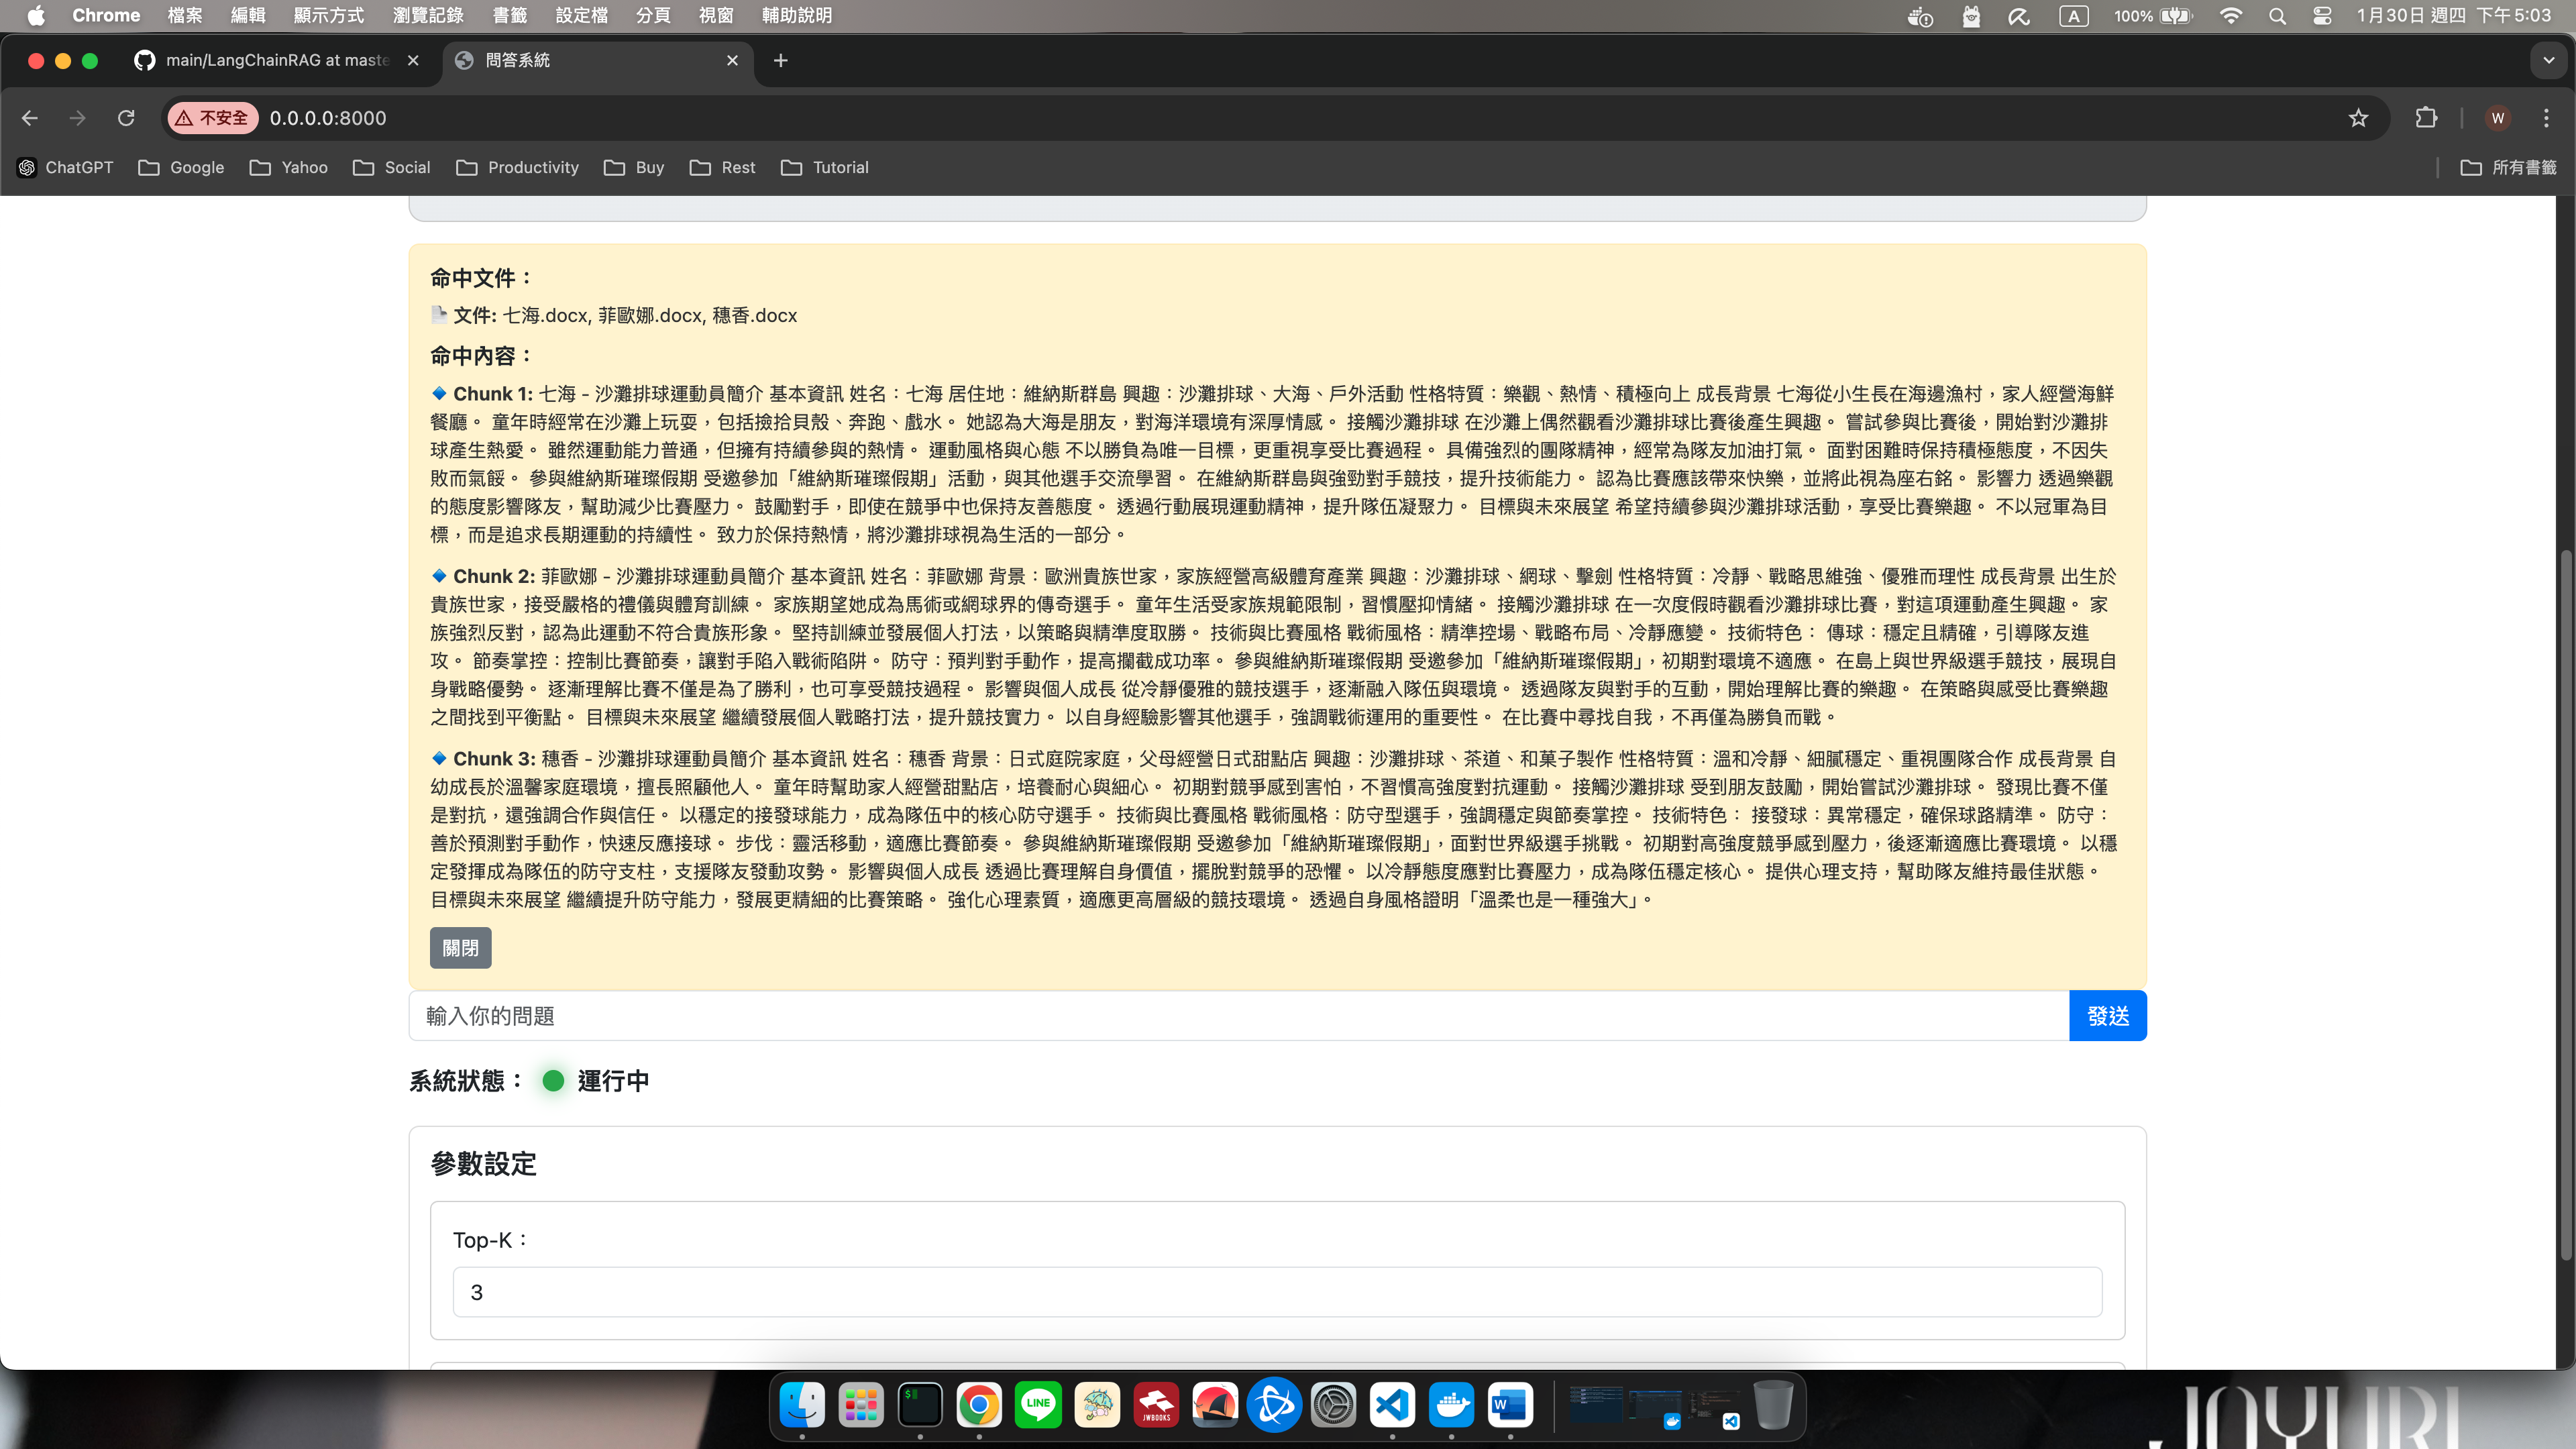 Chrome 檔案 編輯 顯示方式 瀏覽記錄 書籤 設定檔 分頁 視窗 輔助說明 A 100% 1月30日 週四 下午5:03
main/LangChainRAG at maste 問答系統
不安全 0.0.0.0:8000 W
ChatGPT Google Yahoo Social Productivity Buy Rest Tutorial 所有書籤
命中文件：
文件: 七海.docx, 菲歐娜.docx, 穗香.docx
命中內容：
Chunk 1: 七海 - 沙灘排球運動員簡介 基本資訊 姓名：七海 居住地：維納斯群島 興趣：沙灘排球、大海、戶外活動 性格特質：樂觀、熱情、積極向上 成長背景 七海從小生長在海邊漁村，家人經營海鮮
餐廳。 童年時經常在沙灘上玩耍，包括撿拾貝殼、奔跑、戲水。 她認為大海是朋友，對海洋環境有深厚情感。 接觸沙灘排球 在沙灘上偶然觀看沙灘排球比賽後產生興趣。 嘗試參與比賽後，開始對沙灘排
球產生熱愛。 雖然運動能力普通，但擁有持續參與的熱情。 運動風格與心態 不以勝負為唯一目標，更重視享受比賽過程。 具備強烈的團隊精神，經常為隊友加油打氣。 面對困難時保持積極態度，不因失
敗而氣餒。 參與維納斯璀璨假期 受邀參加「維納斯璀璨假期」活動，與其他選手交流學習。 在維納斯群島與強勁對手競技，提升技術能力。 認為比賽應該帶來快樂，並將此視為座右銘。 影響力 透過樂觀
的態度影響隊友，幫助減少比賽壓力。 鼓勵對手，即使在競爭中也保持友善態度。 透過行動展現運動精神，提升隊伍凝聚力。 目標與未來展望 希望持續參與沙灘排球活動，享受比賽樂趣。 不以冠軍為目
標，而是追求長期運動的持續性。 致力於保持熱情，將沙灘排球視為生活的一部分。
Chunk 2: 菲歐娜 - 沙灘排球運動員簡介 基本資訊 姓名：菲歐娜 背景：歐洲貴族世家，家族經營高級體育產業 興趣：沙灘排球、網球、擊劍 性格特質：冷靜、戰略思維強、優雅而理性 成長背景 出生於
貴族世家，接受嚴格的禮儀與體育訓練。 家族期望她成為馬術或網球界的傳奇選手。 童年生活受家族規範限制，習慣壓抑情緒。 接觸沙灘排球 在一次度假時觀看沙灘排球比賽，對這項運動產生興趣。 家
族強烈反對，認為此運動不符合貴族形象。 堅持訓練並發展個人打法，以策略與精準度取勝。 技術與比賽風格 戰術風格：精準控場、戰略布局、冷靜應變。 技術特色： 傳球：穩定且精確，引導隊友進
攻。 節奏掌控：控制比賽節奏，讓對手陷入戰術陷阱。 防守：預判對手動作，提高攔截成功率。 參與維納斯璀璨假期 受邀參加「維納斯璀璨假期」，初期對環境不適應。 在島上與世界級選手競技，展現自
身戰略優勢。 逐漸理解比賽不僅是為了勝利，也可享受競技過程。 影響與個人成長 從冷靜優雅的競技選手，逐漸融入隊伍與環境。 透過隊友與對手的互動，開始理解比賽的樂趣。 在策略與感受比賽樂趣
之間找到平衡點。 目標與未來展望 繼續發展個人戰略打法，提升競技實力。 以自身經驗影響其他選手，強調戰術運用的重要性。 在比賽中尋找自我，不再僅為勝負而戰。
Chunk 3: 穗香 - 沙灘排球運動員簡介 基本資訊 姓名：穗香 背景：日式庭院家庭，父母經營日式甜點店 興趣：沙灘排球、茶道、和菓子製作 性格特質：溫和冷靜、細膩穩定、重視團隊合作 成長背景 自
幼成長於溫馨家庭環境，擅長照顧他人。 童年時幫助家人經營甜點店，培養耐心與細心。 初期對競爭感到害怕，不習慣高強度對抗運動。 接觸沙灘排球 受到朋友鼓勵，開始嘗試沙灘排球。 發現比賽不僅
是對抗，還強調合作與信任。 以穩定的接發球能力，成為隊伍中的核心防守選手。 技術與比賽風格 戰術風格：防守型選手，強調穩定與節奏掌控。 技術特色： 接發球：異常穩定，確保球路精準。 防守：
善於預測對手動作，快速反應接球。 步伐：靈活移動，適應比賽節奏。 參與維納斯璀璨假期 受邀參加「維納斯璀璨假期」，面對世界級選手挑戰。 初期對高強度競爭感到壓力，後逐漸適應比賽環境。 以穩
定發揮成為隊伍的防守支柱，支援隊友發動攻勢。 影響與個人成長 透過比賽理解自身價值，擺脫對競爭的恐懼。 以冷靜態度應對比賽壓力，成為隊伍穩定核心。 提供心理支持，幫助隊友維持最佳狀態。
目標與未來展望 繼續提升防守能力，發展更精細的比賽策略。 強化心理素質，適應更高層級的競技環境。 透過自身風格證明「溫柔也是一種強大」。
關閉
輸入你的問題 發送
系統狀態： 運行中
參數設定
Top-K：
3
LINE JWBOOKS W